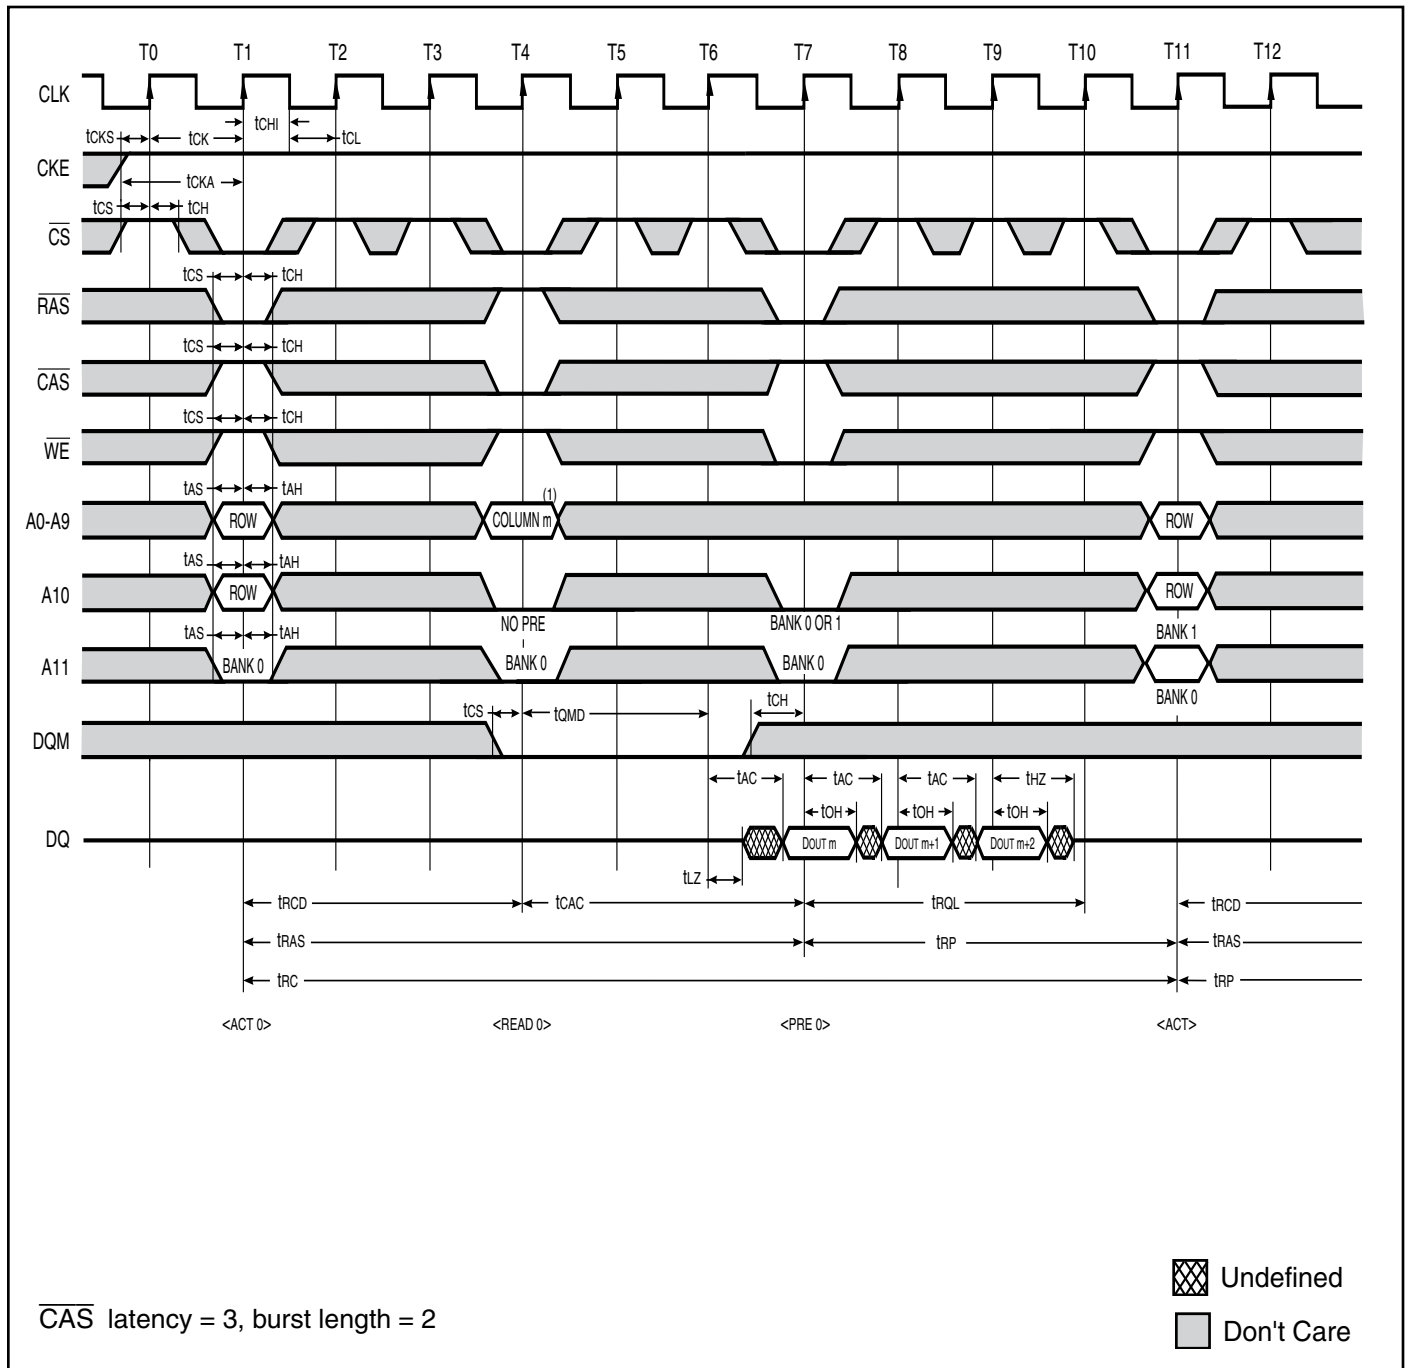 T0 T1 T2 T3 T4 T5 T6 T7 T8 T9 T10 T11 T12
CLK
tCHI
tCKS tCK tCL
CKE
tCKA
tCS tCH
CS
tCS tCH
RAS
tCS tCH
CAS
tCS tCH
WE
tAS tAH
(1)
A0-A9 ROW COLUMN m ROW
tAS tAH
A10 ROW ROW
NO PRE BANK 0 OR 1 BANK 1
tAS tAH
A11 BANK 0 BANK 0 BANK 0
BANK 0
tCS tQMD tCH
DQM
tAC tAC tAC tHZ
tOH tOH tOH
DQ DOUT m DOUT m+1 DOUT m+2
tLZ
tRCD tCAC tRQL tRCD
tRAS tRP tRAS
tRC tRP
<ACT 0> <READ 0> <PRE 0> <ACT>
Undefined
CAS latency = 3, burst length = 2
Don't Care